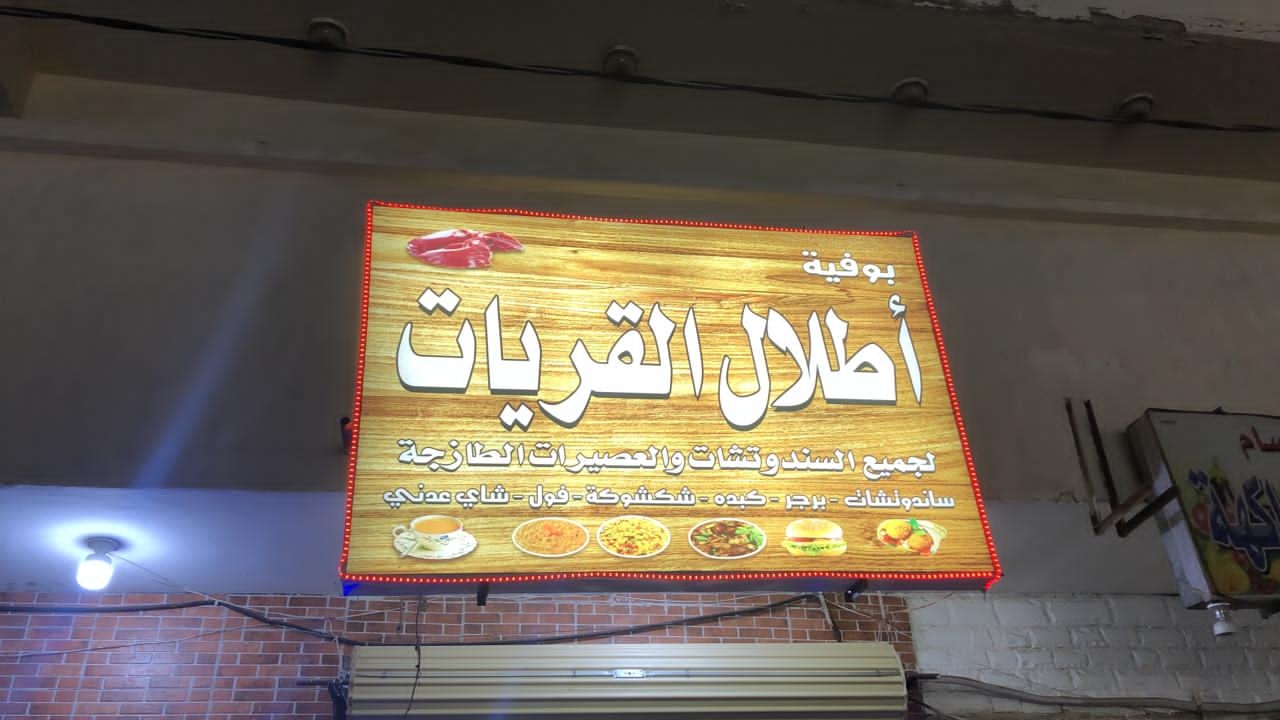 بوفية
أطلال القريات
لجميع السندوتشات والعصيرات الطازجة
ساندوتشات - برجر - كبده - شكشوكة - فول - شاي عدني